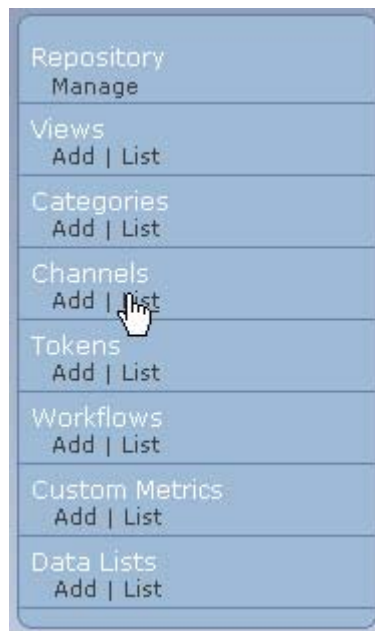 Repository
Manage
Views
Add | List
Categories
Add | List
Channels
Add | List
Tokens
Add | List
Workflows
Add | List
Custom Metrics
Add | List
Data Lists
Add | List